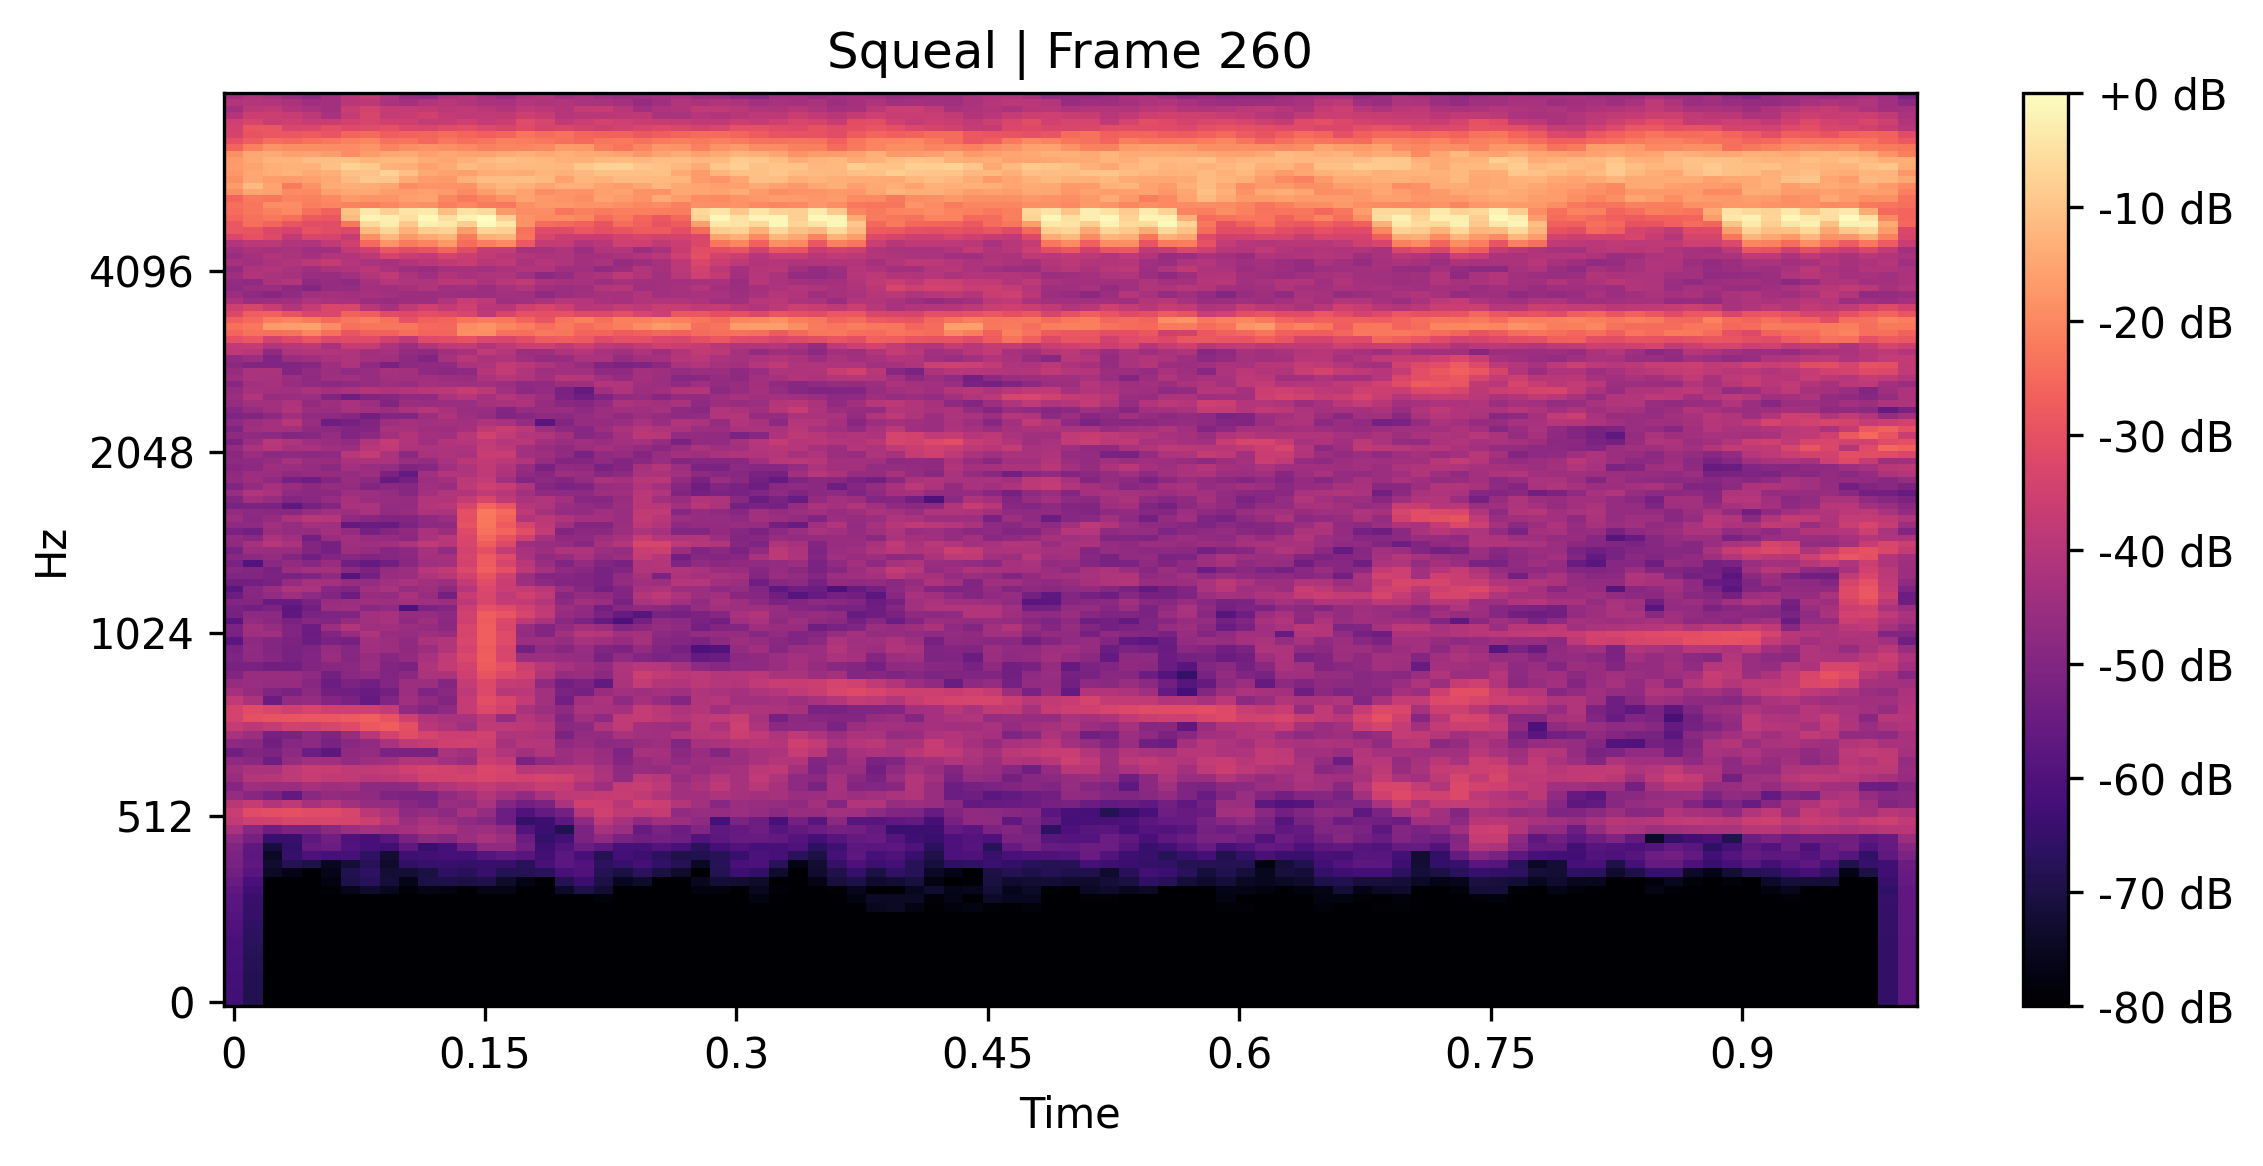 Squeal | Frame 260
+0 dB
-10 dB
-20 dB
-30 dB
-40 dB
-50 dB
-60 dB
-70 dB
-80 dB
Hz
4096
2048
1024
512
0
0 0.15 0.3 0.45 0.6 0.75 0.9
Time